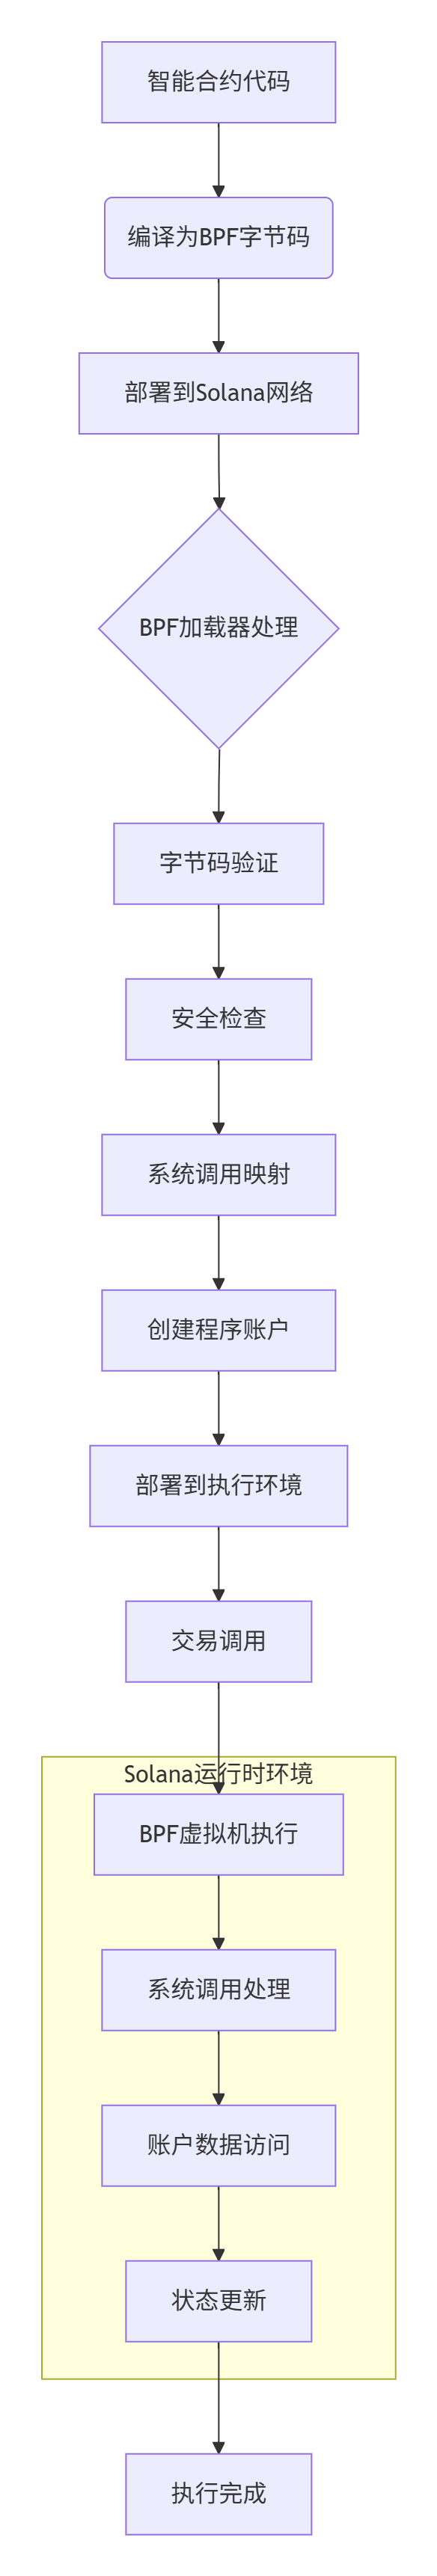 智能合约代码
编译为BPF字节码
部署到Solana网络
BPF加载器处理
字节码验证
安全检查
系统调用映射
创建程序账户
部署到执行环境
交易调用
Solana运行时环境
BPF虚拟机执行
系统调用处理
账户数据访问
状态更新
执行完成